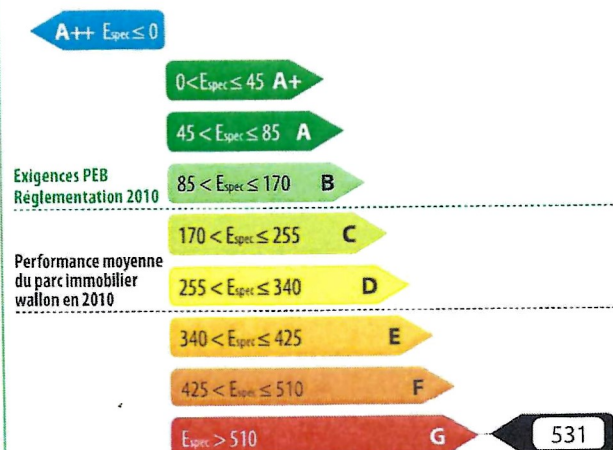 A++ Espec ≤ 0
0 < Espec ≤ 45 A+
45 < Espec ≤ 85 A
Exigences PEB
Réglementation 2010
85 < Espec ≤ 170 B
170 < Espec ≤ 255 C
Performance moyenne
du parc immobilier
wallon en 2010
255 < Espec ≤ 340 D
340 < Espec ≤ 425 E
425 < Espec ≤ 510 F
Espec > 510 G
531